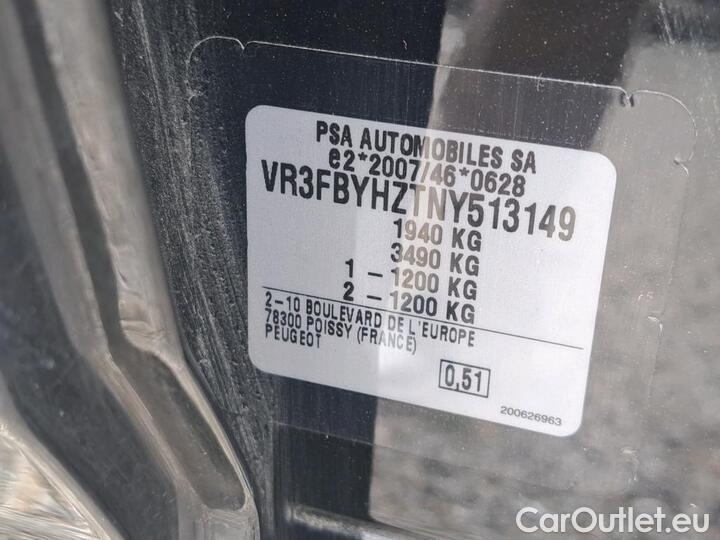 PSA AUTOMOBILES SA
e2*2007/46*0628
VR3FBYHZTNY513149
1940 KG
3490 KG
1 - 1200 KG
2 - 1200 KG
2-10 BOULEVARD DE L'EUROPE
78300 POISSY (FRANCE)
PEUGEOT
0,51
200626963
CarOutlet.eu